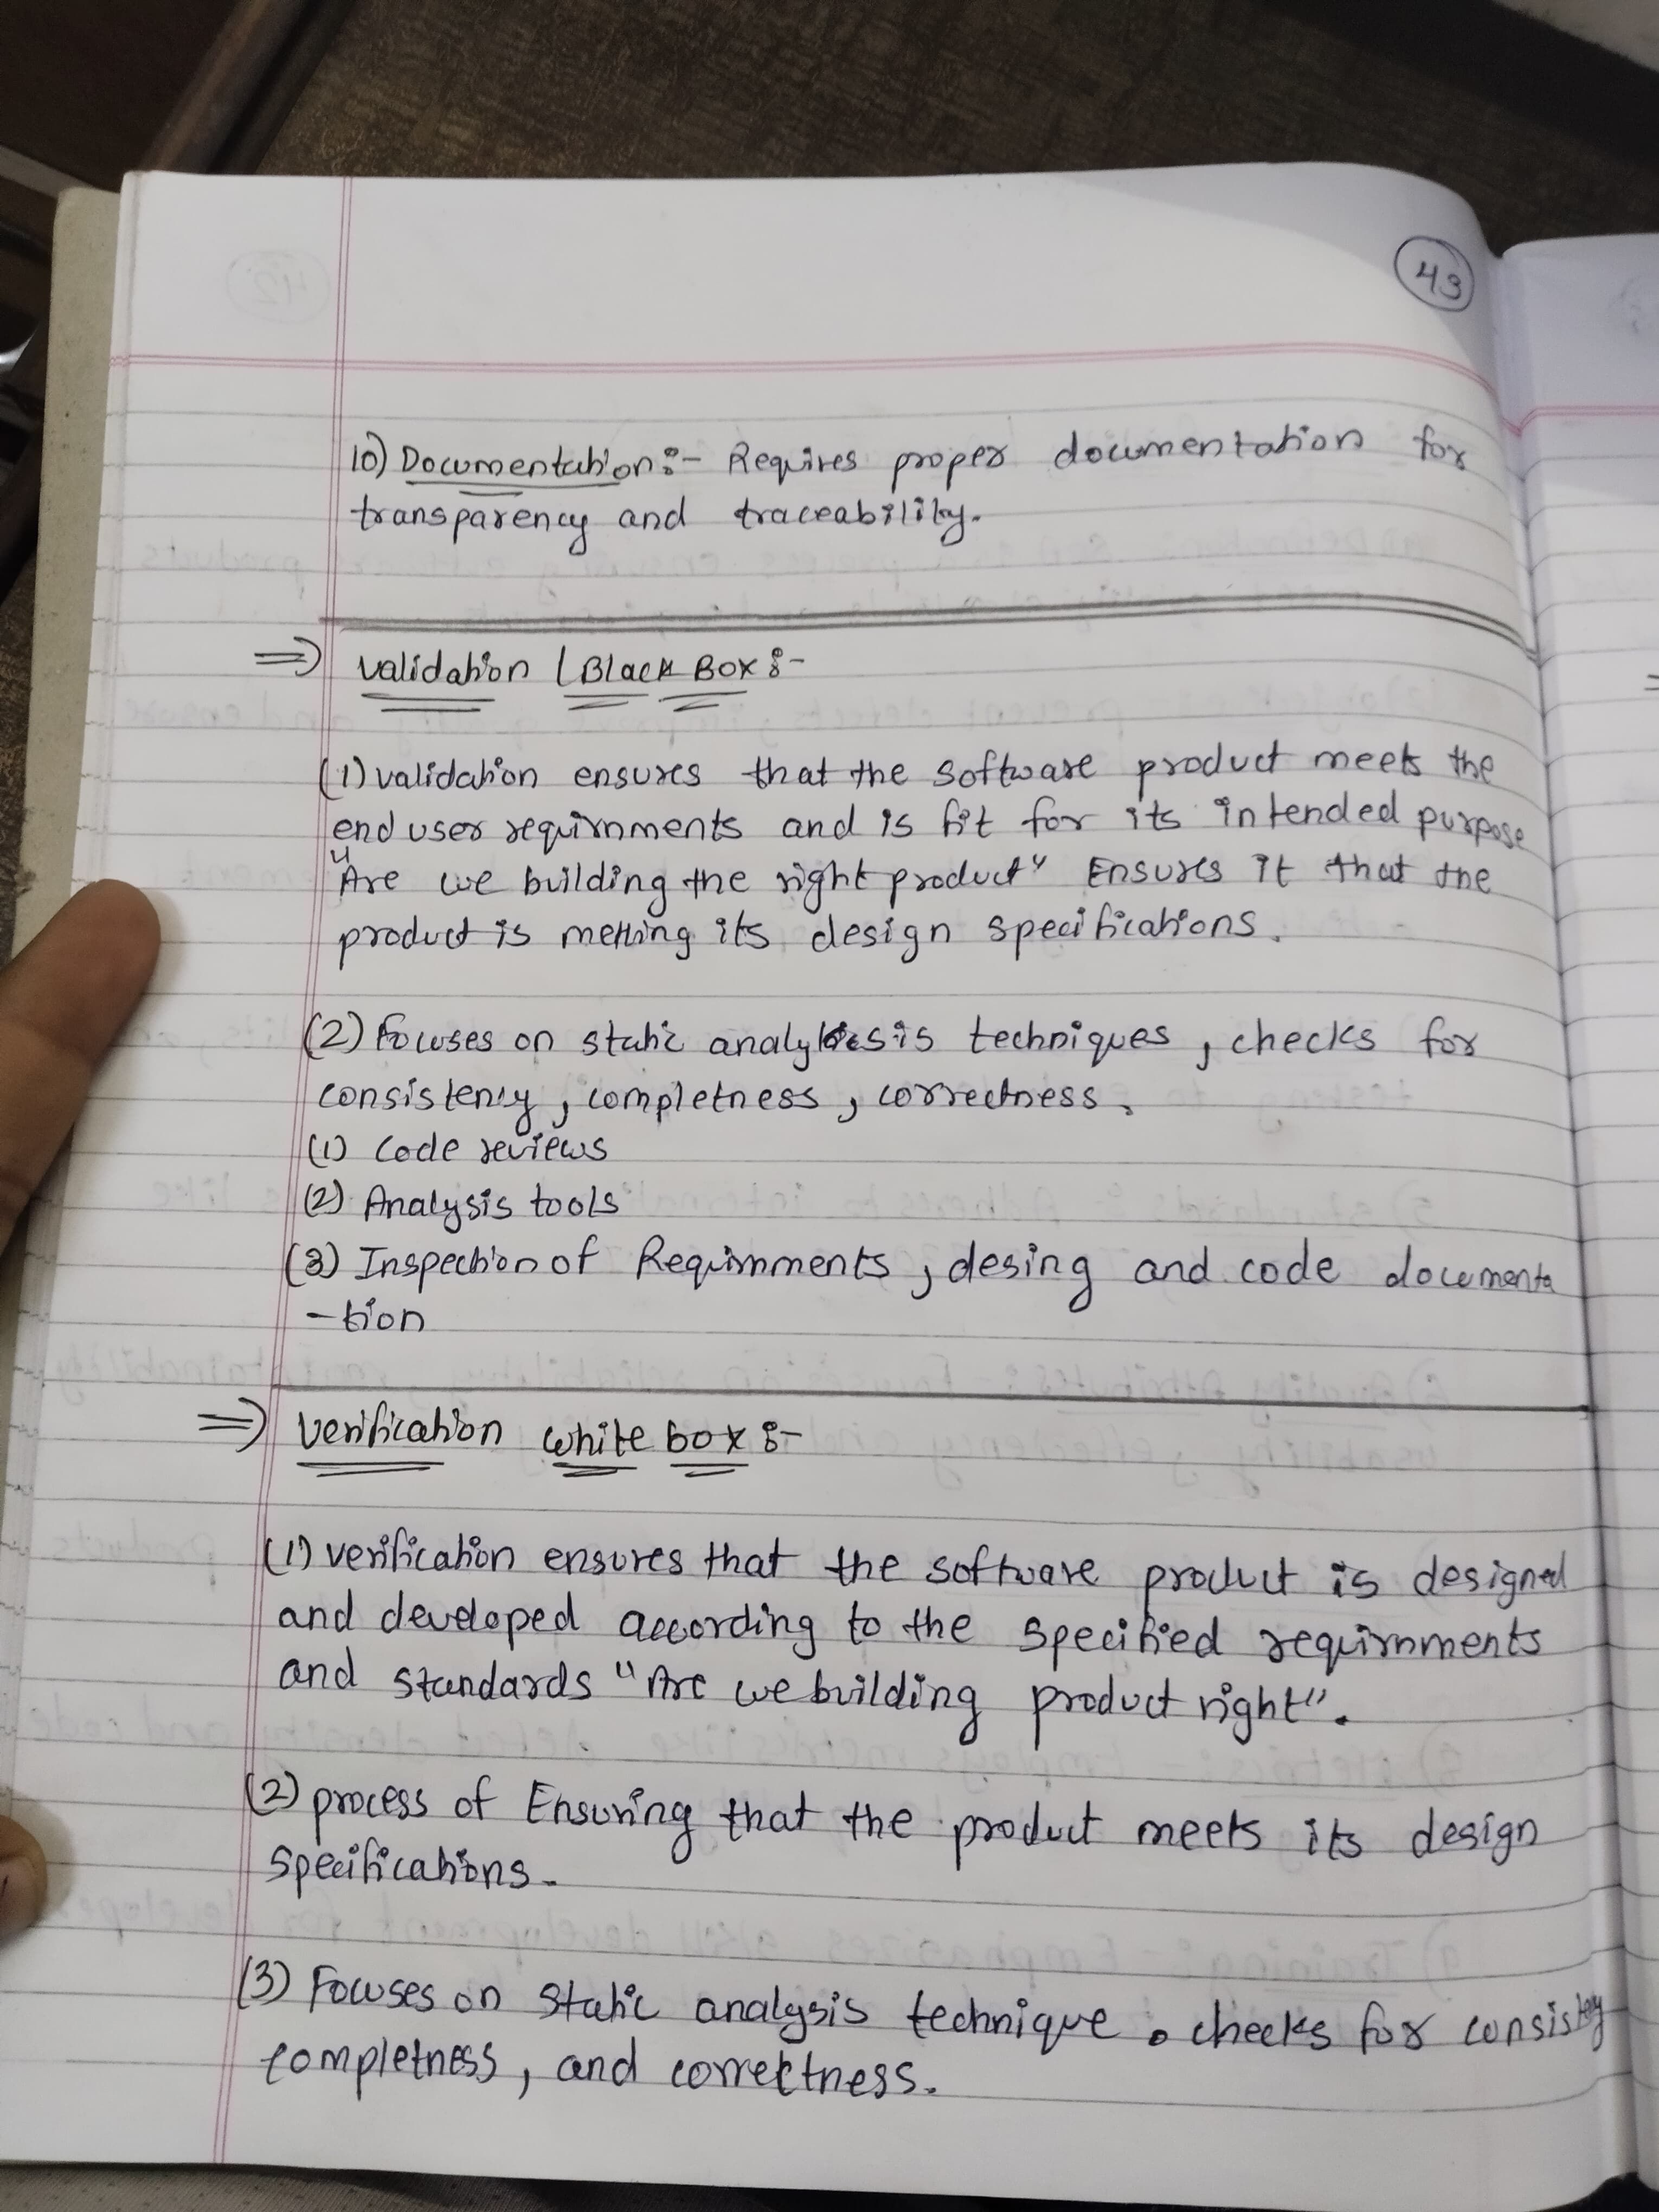 43
10) Documentation :- Requires proper documentation for
transparency and traceability.
⇒ validation | Black Box :-
(1) validation ensures that the software product meets the
end user requirnments and is fit for its intended purpose
"Are we building the right product" Ensures it that the
product is metting its design specifications.
(2) Focuses on static analysis techniques, checks for
consistency, completness, correctness.
(1) Code reviews
(2) Analysis tools
(3) Inspection of Requirnments, desing and code documenta
-tion
⇒ verification white box :-
(1) verification ensures that the software product is designed
and developed according to the specified requirnments
and standards "Are we building product right".
(2) process of Ensuring that the product meets its design
specifications.
(3) Focuses on static analysis technique . checks for consistency
completness, and correctness.